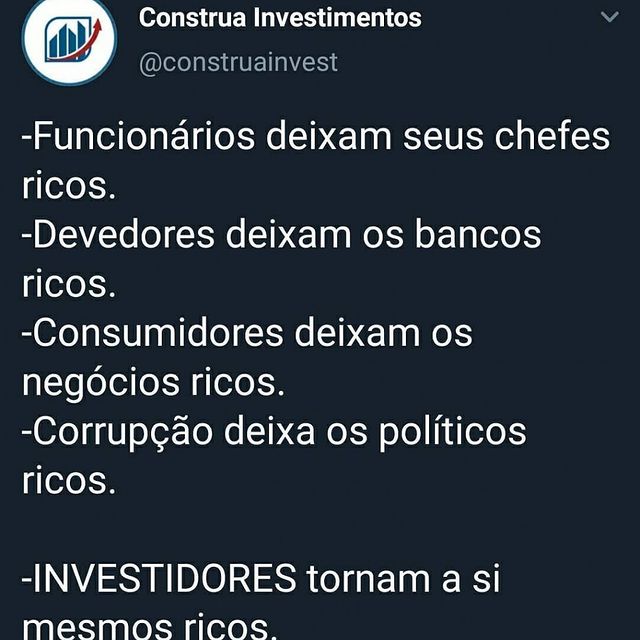 Construa Investimentos
@construainvest
-Funcionários deixam seus chefes
ricos.
-Devedores deixam os bancos
ricos.
-Consumidores deixam os
negócios ricos.
-Corrupção deixa os políticos
ricos.
-INVESTIDORES tornam a si
mesmos ricos.